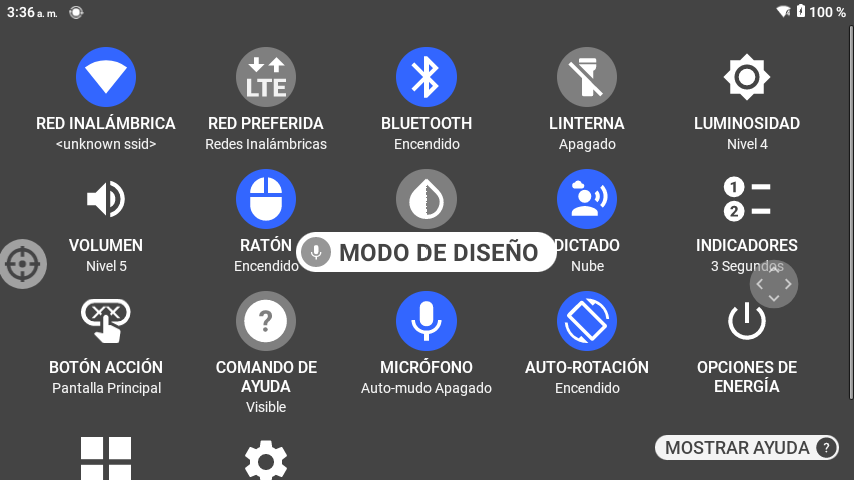 3:36 a. m.
100 %
LTE
RED INALÁMBRICA
<unknown ssid>
RED PREFERIDA
Redes Inalámbricas
BLUETOOTH
Encendido
LINTERNA
Apagado
LUMINOSIDAD
Nivel 4
VOLUMEN
Nivel 5
RATÓN
Encendido
MODO DE DISEÑO
DICTADO
Nube
1
2
INDICADORES
3 Segundos
BOTÓN ACCIÓN
Pantalla Principal
?
COMANDO DE
AYUDA
Visible
MICRÓFONO
Auto-mudo Apagado
AUTO-ROTACIÓN
Encendido
OPCIONES DE
ENERGÍA
MOSTRAR AYUDA ?